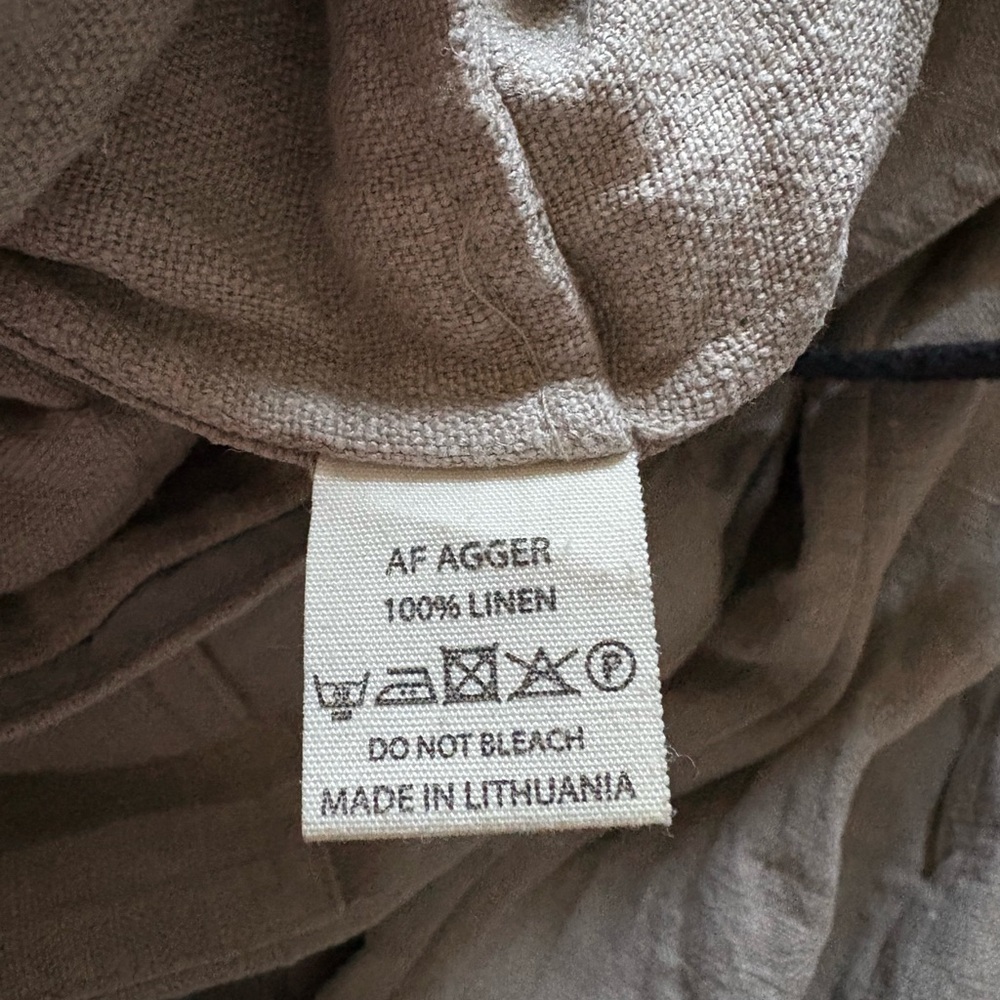 AF AGGER
100% LINEN
P
DO NOT BLEACH
MADE IN LITHUANIA